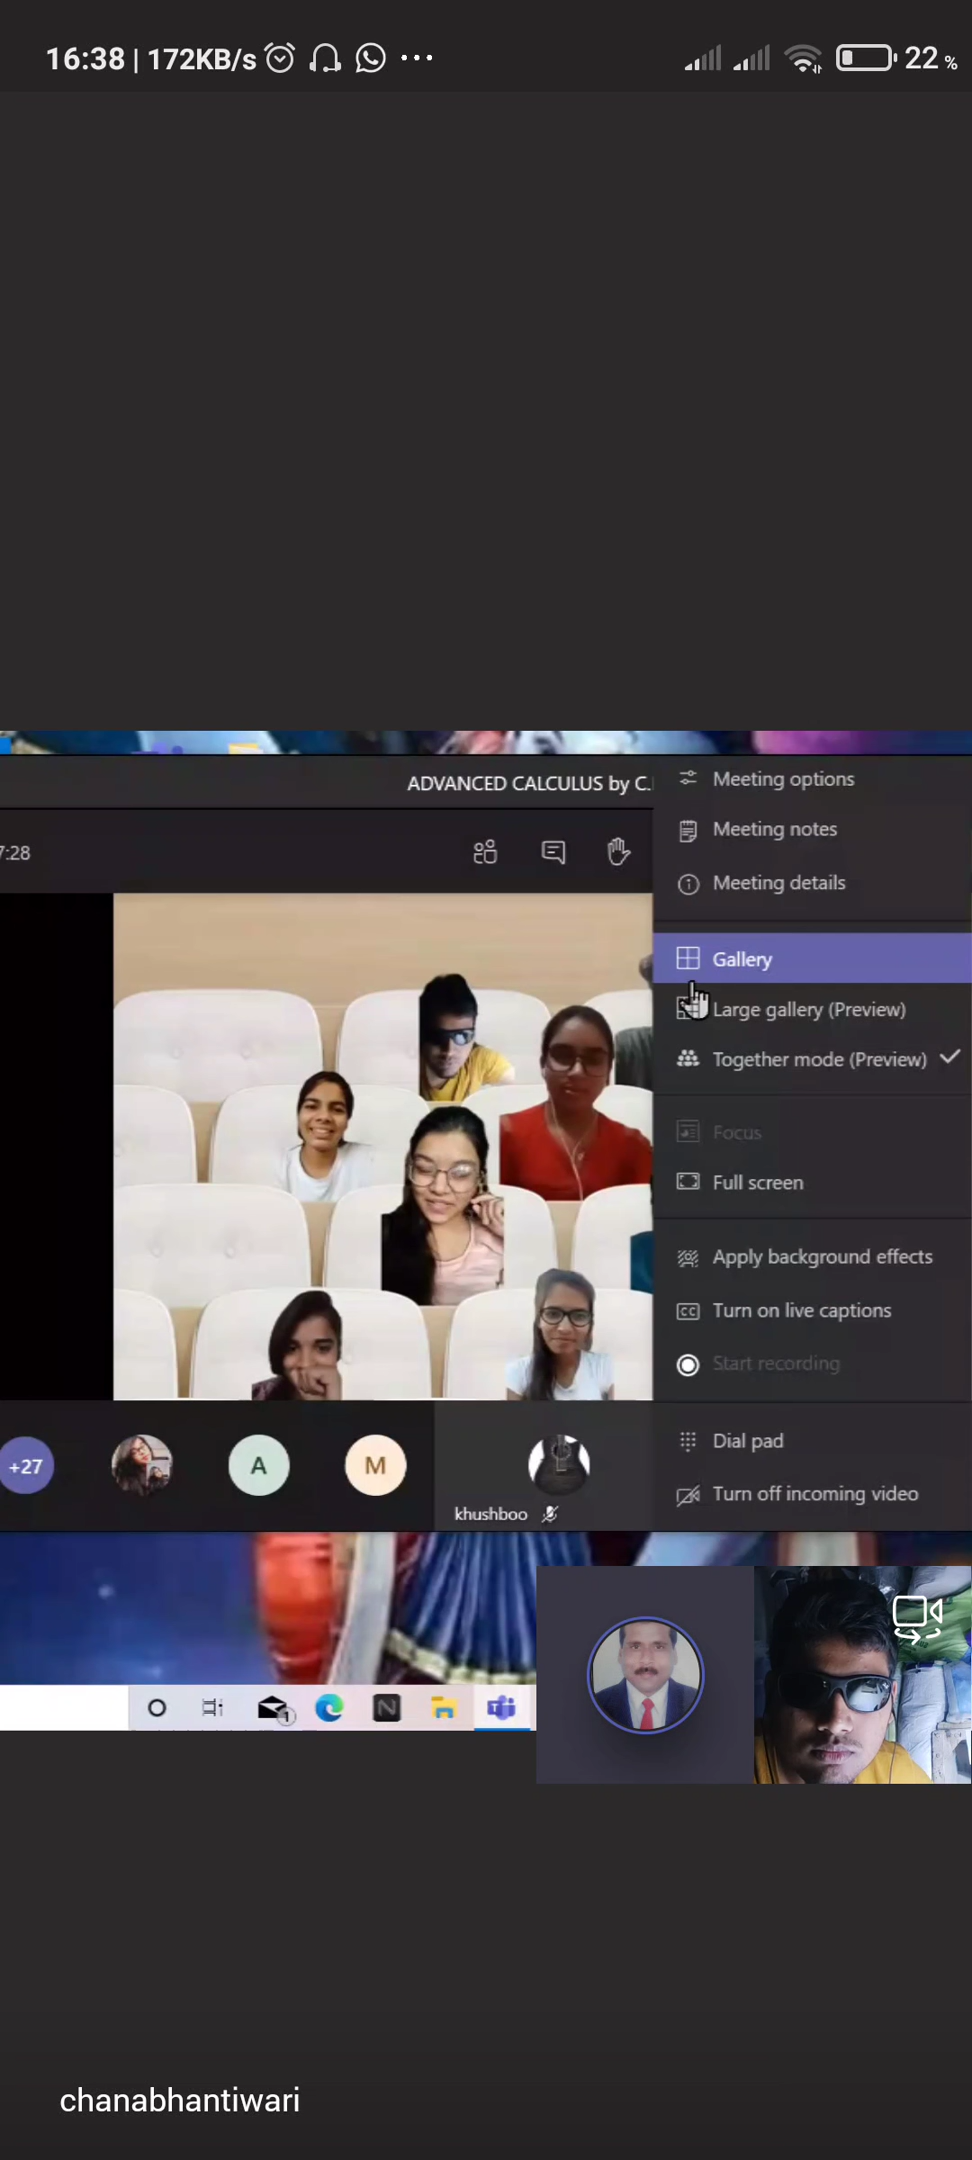 16:38 | 172KB/s
22 %
ADVANCED CALCULUS by C.
7:28
Meeting options
Meeting notes
Meeting details
Gallery
Large gallery (Preview)
Together mode (Preview)
Focus
Full screen
Apply background effects
CC Turn on live captions
Start recording
Dial pad
Turn off incoming video
+27
A
M
khushboo
1
N
chanabhantiwari